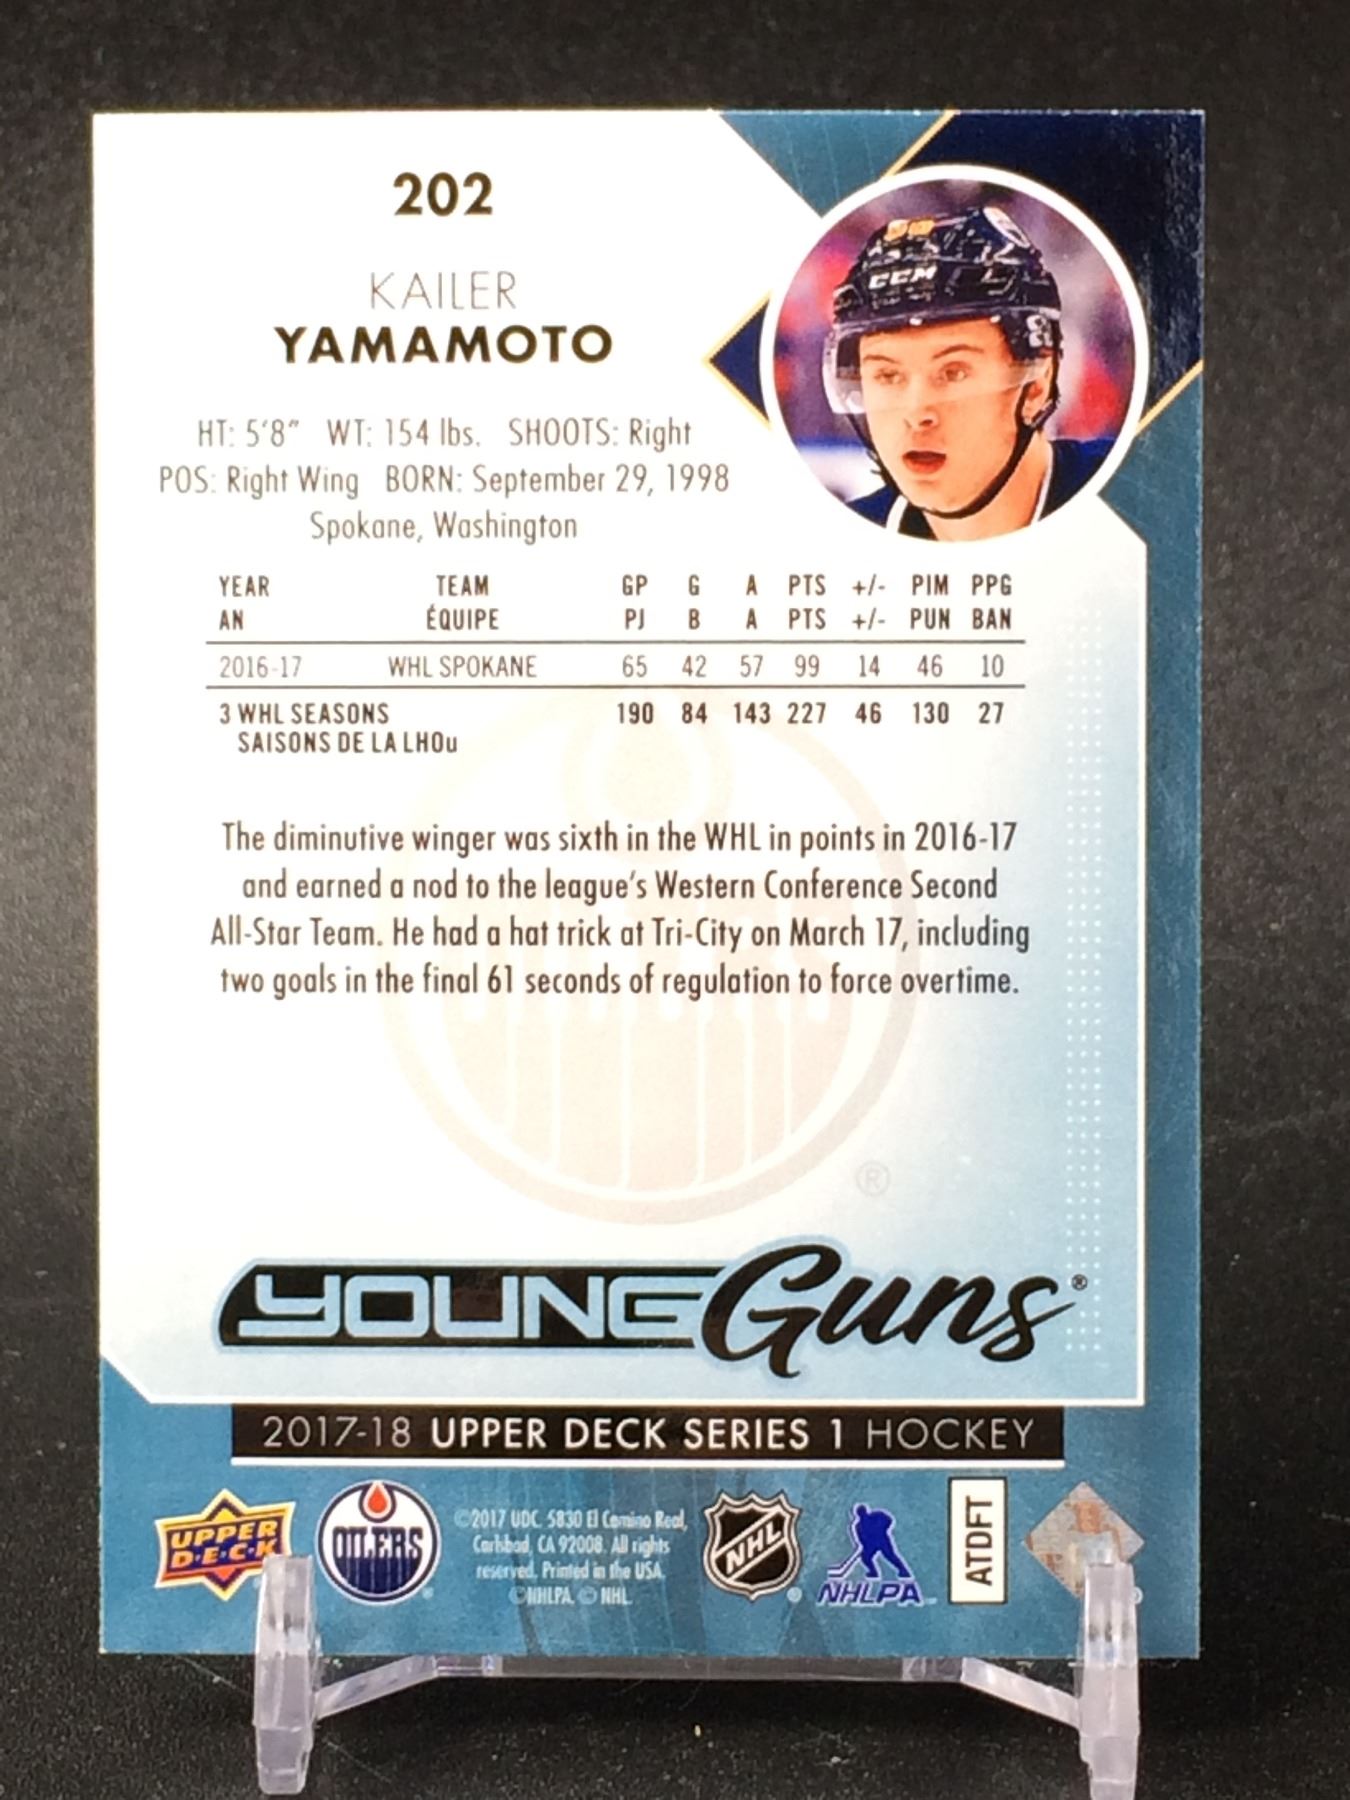 202
KAILER
YAMAMOTO
HT: 5'8" WT: 154 lbs. SHOOTS: Right
POS: Right Wing BORN: September 29, 1998
Spokane, Washington
CCM
YEAR TEAM GP G A PTS +/- PIM PPG
AN ÉQUIPE PJ B A PTS +/- PUN BAN
2016-17 WHL SPOKANE 65 42 57 99 14 46 10
3 WHL SEASONS 190 84 143 227 46 130 27
SAISONS DE LA LHOu
The diminutive winger was sixth in the WHL in points in 2016-17
and earned a nod to the league's Western Conference Second
All-Star Team. He had a hat trick at Tri-City on March 17, including
two goals in the final 61 seconds of regulation to force overtime.
®
YOUNG Guns®
2017-18 UPPER DECK SERIES 1 HOCKEY
UPPER
D·E·C·K
OILERS
©2017 UDC. 5830 El Camino Real,
Carlsbad, CA 92008. All rights
reserved. Printed in the USA.
©NHLPA. © NHL.
NHL
NHLPA
ATDFT